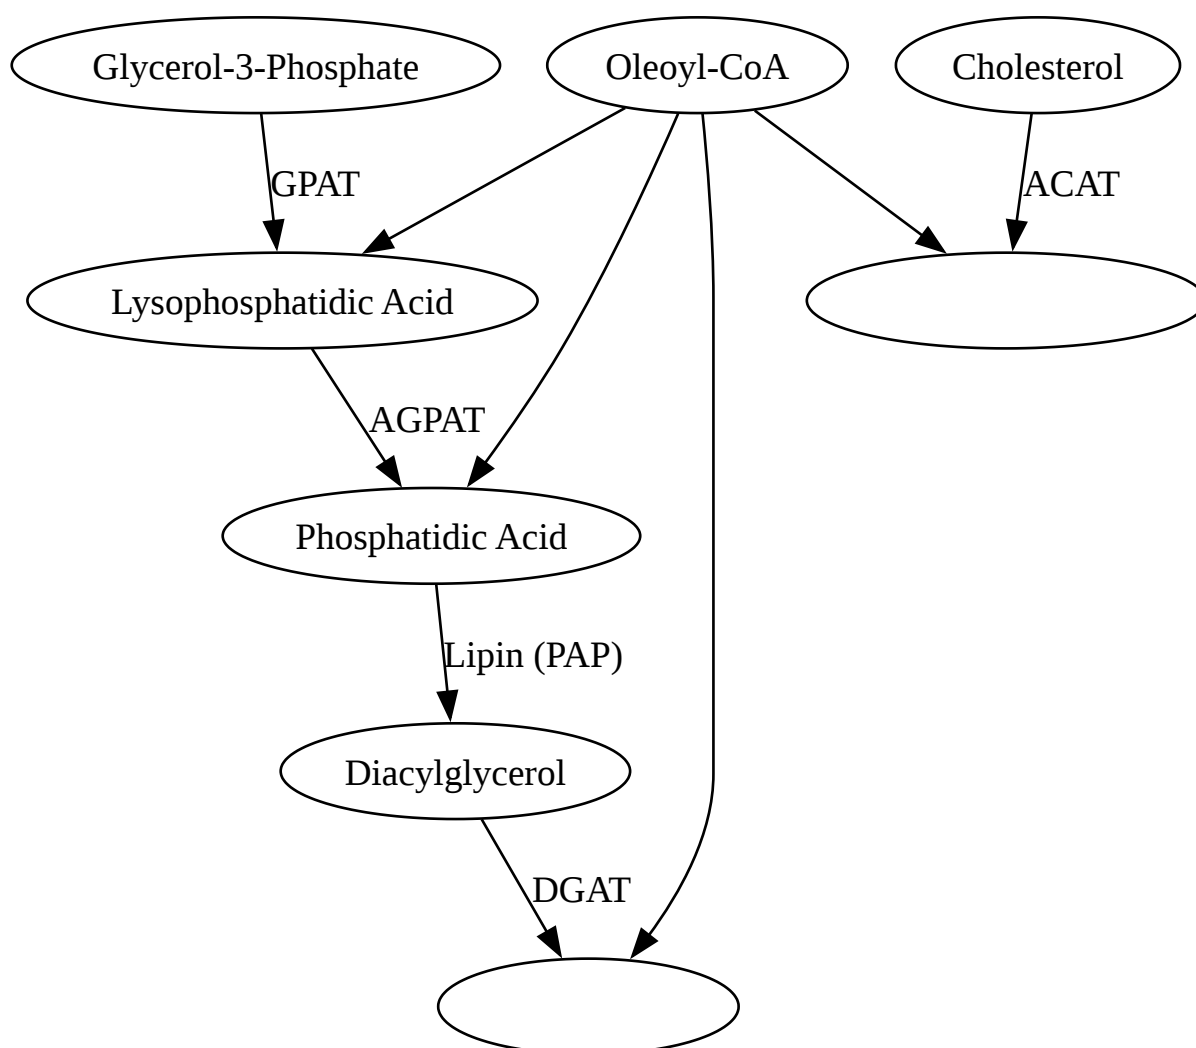 Glycerol-3-Phosphate
Oleoyl-CoA
Cholesterol
GPAT
ACAT
Lysophosphatidic Acid
AGPAT
Phosphatidic Acid
Lipin (PAP)
Diacylglycerol
DGAT